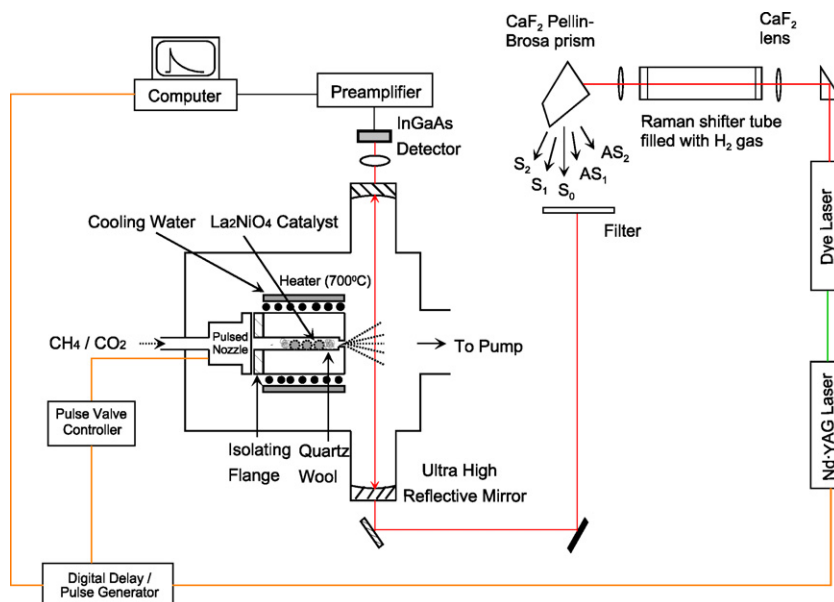 CaF2 Pellin-
Brosa prism
CaF2
lens
Computer
Preamplifier
InGaAs
Detector
Raman shifter tube
filled with H2 gas
S2
S1
S0
AS1
AS2
Filter
Dye Laser
Cooling Water
La2NiO4 Catalyst
Heater (700ºC)
CH4 / CO2
Pulsed
Nozzle
To Pump
Pulse Valve
Controller
Isolating
Flange
Quartz
Wool
Ultra High
Reflective Mirror
Nd:YAG Laser
Digital Delay /
Pulse Generator